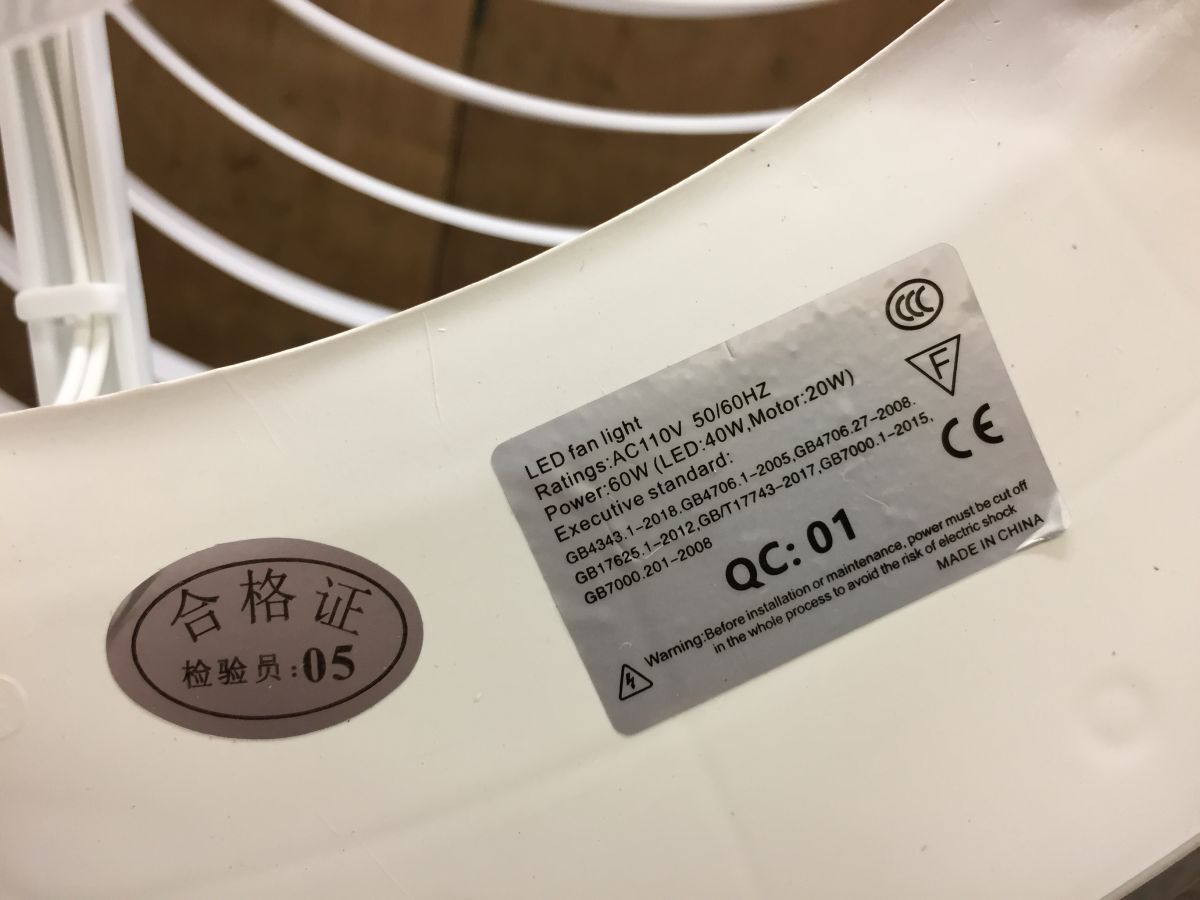 合格证
检验员:05
LED fan light
Ratings:AC110V 50/60HZ
Power:60W (LED:40W,Motor:20W)
Executive standard:
GB4343.1-2018.GB4706.1-2005,GB4706.27-2008.
GB17625.1-2012,GB/T17743-2017,GB7000.1-2015,
GB7000.201-2008
QC: 01
Warning:Before installation or maintenance, power must be cut off
in the whole process to avoid the risk of electric shock
MADE IN CHINA
CCC
F
CE